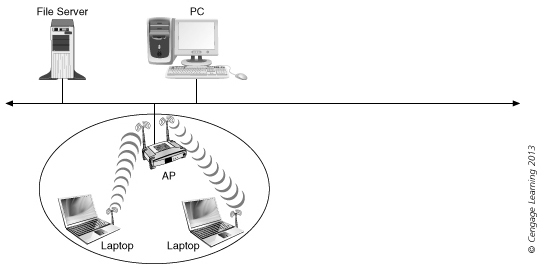 File Server
PC
AP
Laptop
Laptop
© Cengage Learning 2013